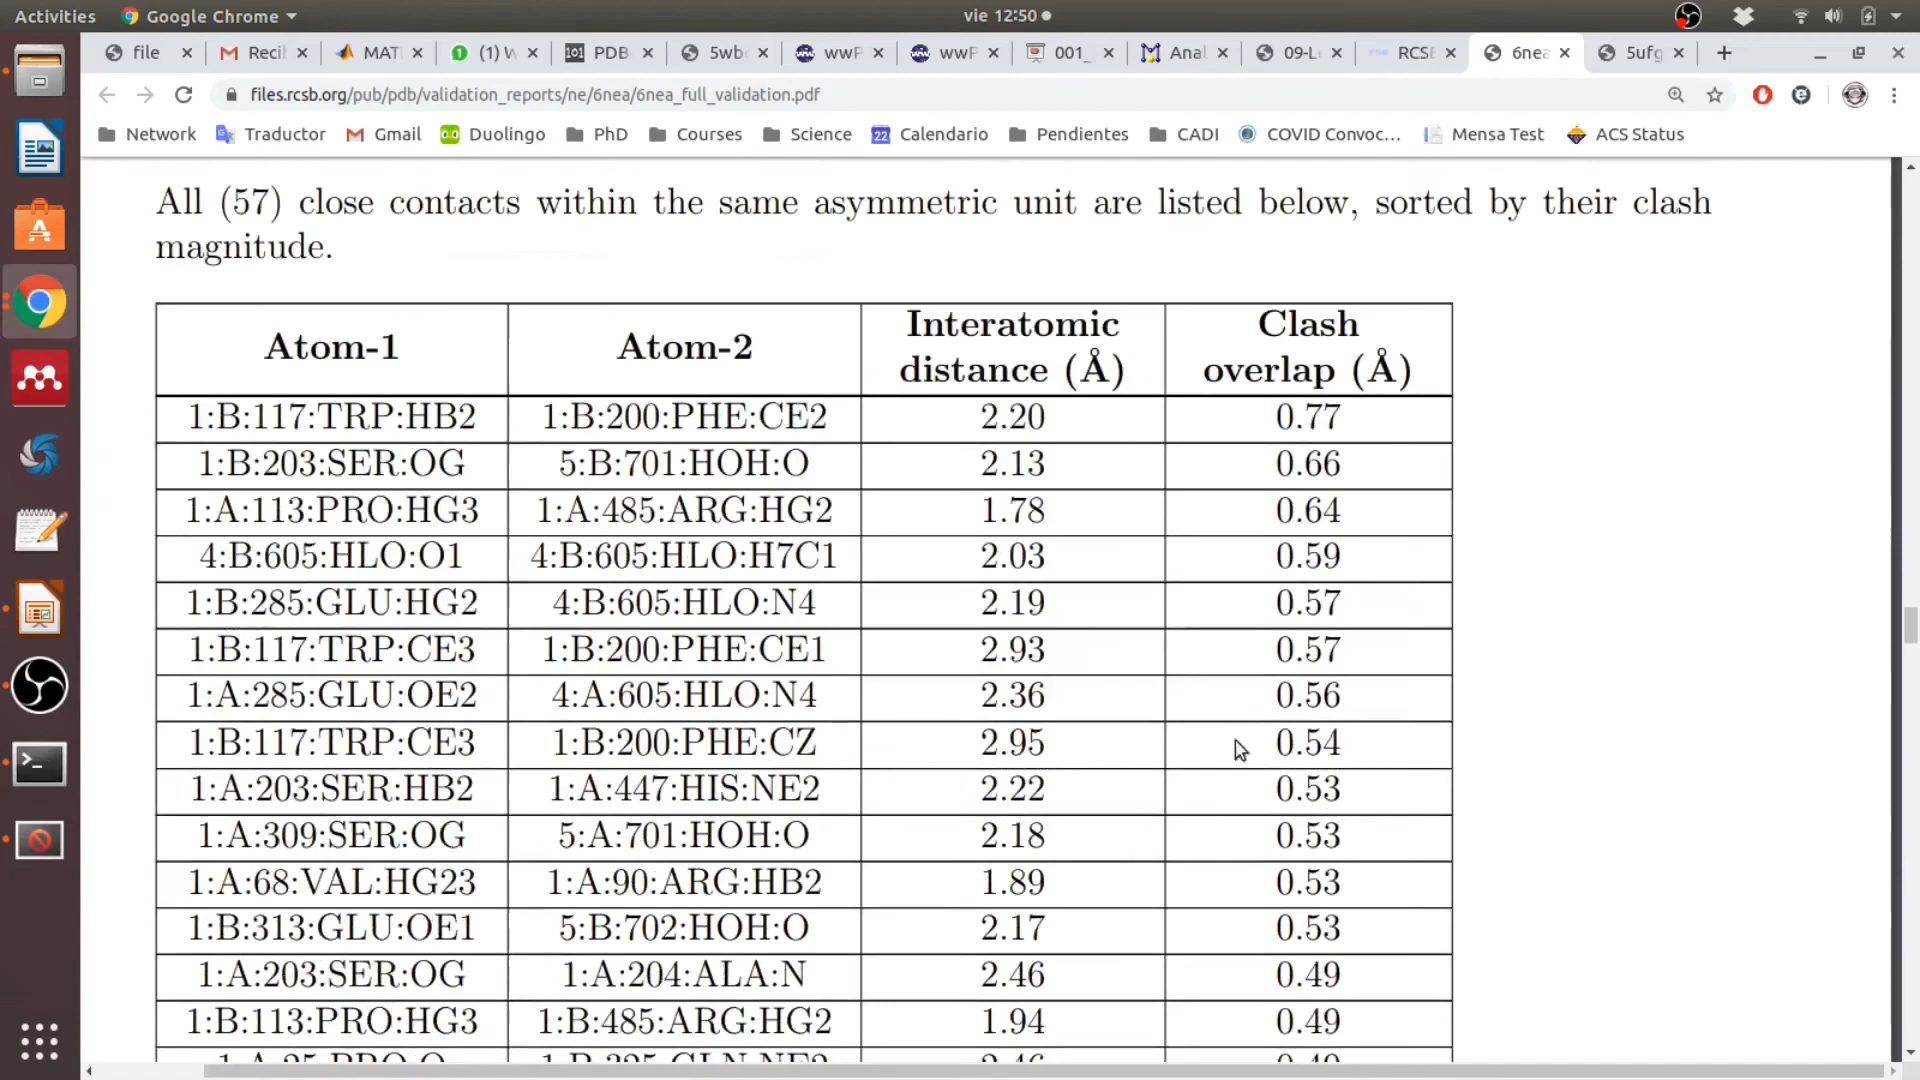 Activities
Google Chrome
vie 12:50
file
Recil
MAT
(1) W
PDB
5wb
wwP
wwP
001_
Anal
09-L
RCSE
6nea
5ufg
files.rcsb.org/pub/pdb/validation_reports/ne/6nea/6nea_full_validation.pdf
Network
Traductor
Gmail
Duolingo
PhD
Courses
Science
22
Calendario
Pendientes
CADI
COVID Convoc...
Mensa Test
ACS Status
All (57) close contacts within the same asymmetric unit are listed below, sorted by their clash
magnitude.
Atom-1 Atom-2 Interatomic distance (Å) Clash overlap (Å)
1:B:117:TRP:HB2 1:B:200:PHE:CE2 2.20 0.77
1:B:203:SER:OG 5:B:701:HOH:O 2.13 0.66
1:A:113:PRO:HG3 1:A:485:ARG:HG2 1.78 0.64
4:B:605:HLO:O1 4:B:605:HLO:H7C1 2.03 0.59
1:B:285:GLU:HG2 4:B:605:HLO:N4 2.19 0.57
1:B:117:TRP:CE3 1:B:200:PHE:CE1 2.93 0.57
1:A:285:GLU:OE2 4:A:605:HLO:N4 2.36 0.56
1:B:117:TRP:CE3 1:B:200:PHE:CZ 2.95 0.54
1:A:203:SER:HB2 1:A:447:HIS:NE2 2.22 0.53
1:A:309:SER:OG 5:A:701:HOH:O 2.18 0.53
1:A:68:VAL:HG23 1:A:90:ARG:HB2 1.89 0.53
1:B:313:GLU:OE1 5:B:702:HOH:O 2.17 0.53
1:A:203:SER:OG 1:A:204:ALA:N 2.46 0.49
1:B:113:PRO:HG3 1:B:485:ARG:HG2 1.94 0.49